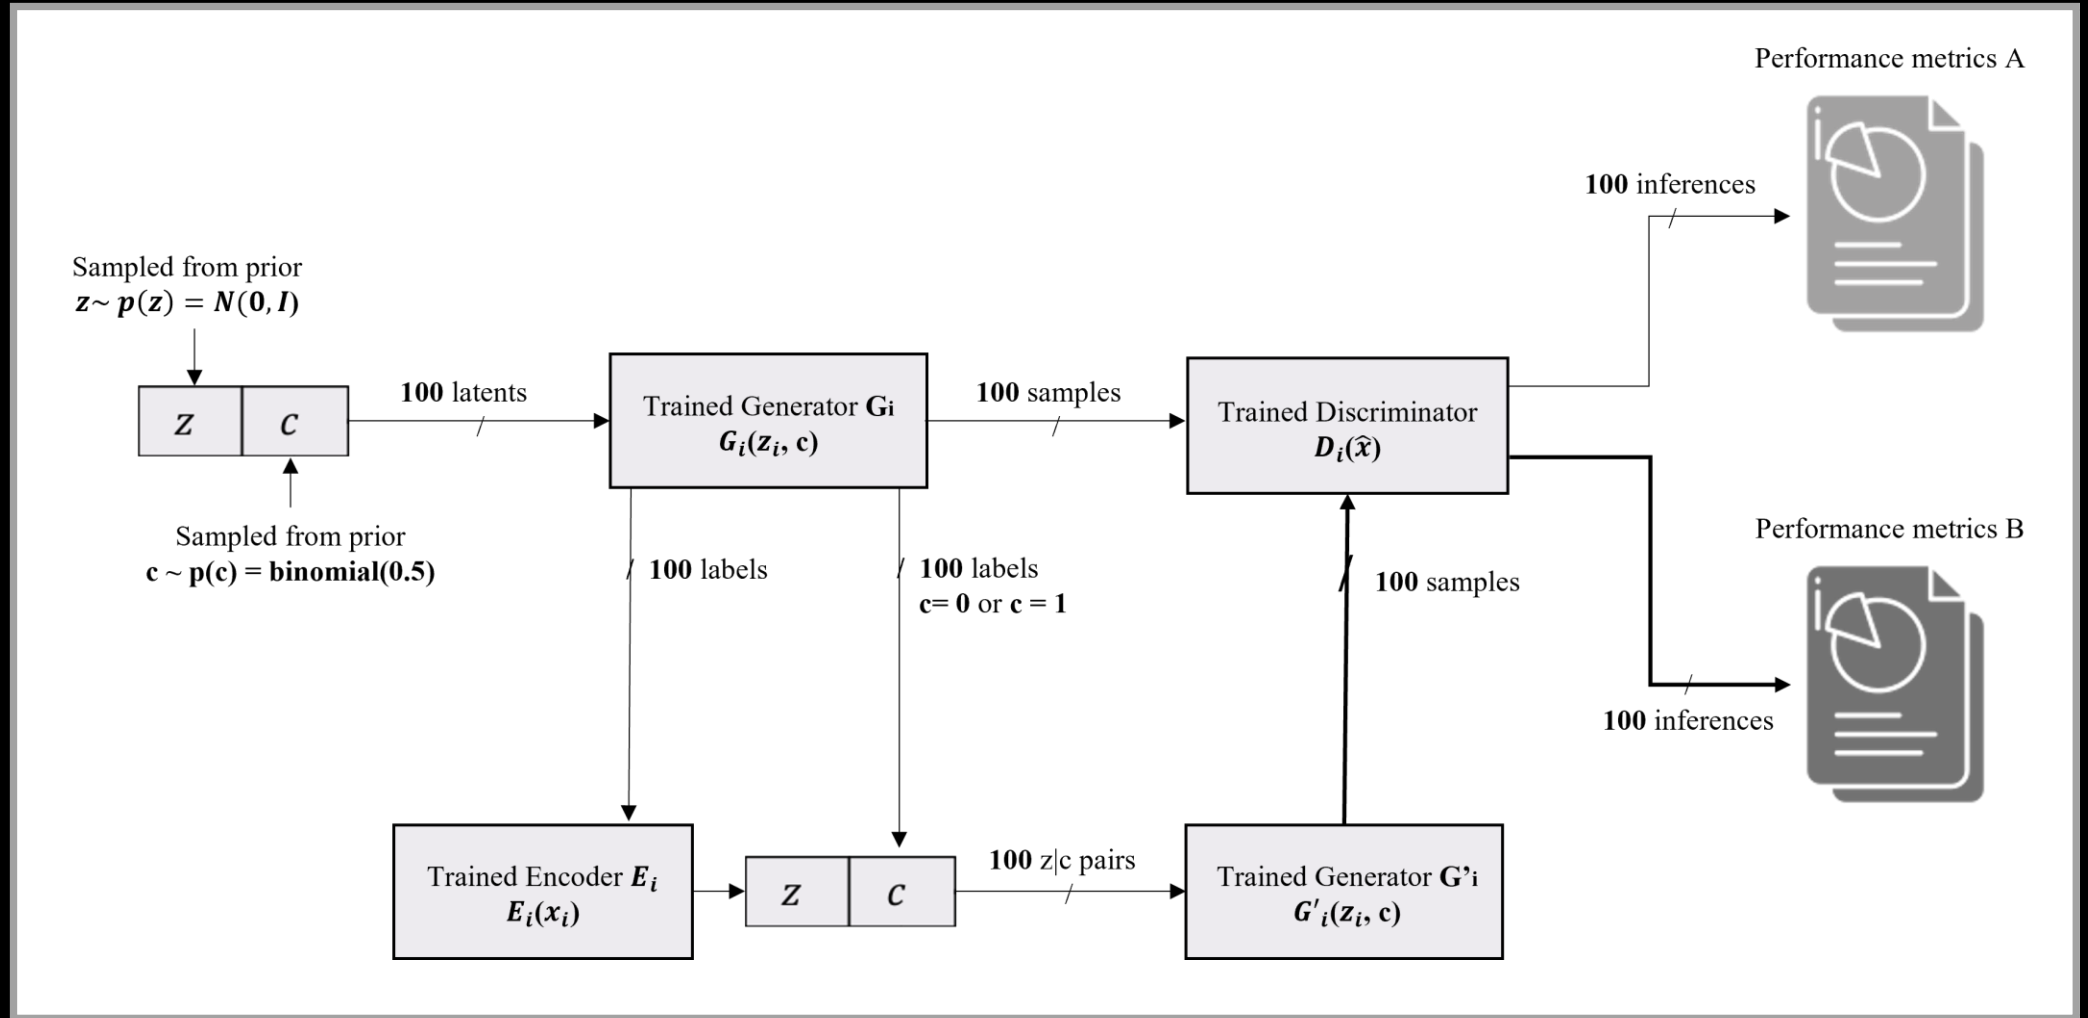 Performance metrics A
100 inferences
Sampled from prior
z~ p(z) = N(0, I)
100 latents
z c
Trained Generator Gi
Gᵢ(zᵢ, c)
100 samples
Trained Discriminator
Dᵢ(x̂)
Sampled from prior
c ~ p(c) = binomial(0.5)
100 labels
100 labels
c= 0 or c = 1
100 samples
Performance metrics B
100 inferences
Trained Encoder Eᵢ
Eᵢ(xᵢ)
z c
100 z|c pairs
Trained Generator G’i
G′ᵢ(zᵢ, c)